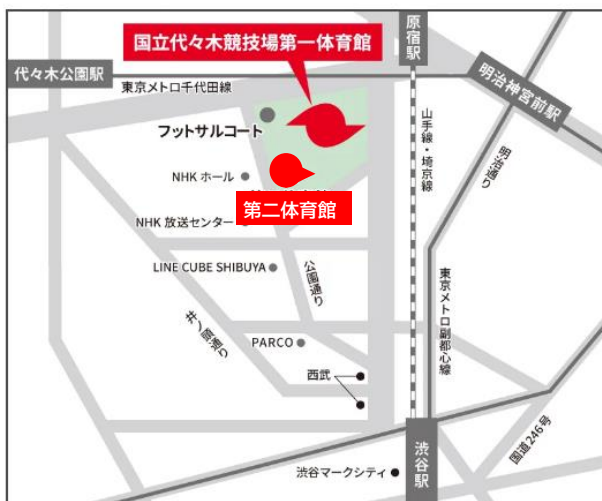 国立代々木競技場第一体育館
原宿駅
代々木公園駅
東京メトロ千代田線
明治神宮前駅
フットサルコート
山手線・埼京線
明治通り
NHK ホール
第二体育館
NHK 放送センター
LINE CUBE SHIBUYA
公園通り
井ノ頭通り
東京メトロ副都心線
PARCO
西武
国道246号
渋谷駅
渋谷マークシティ